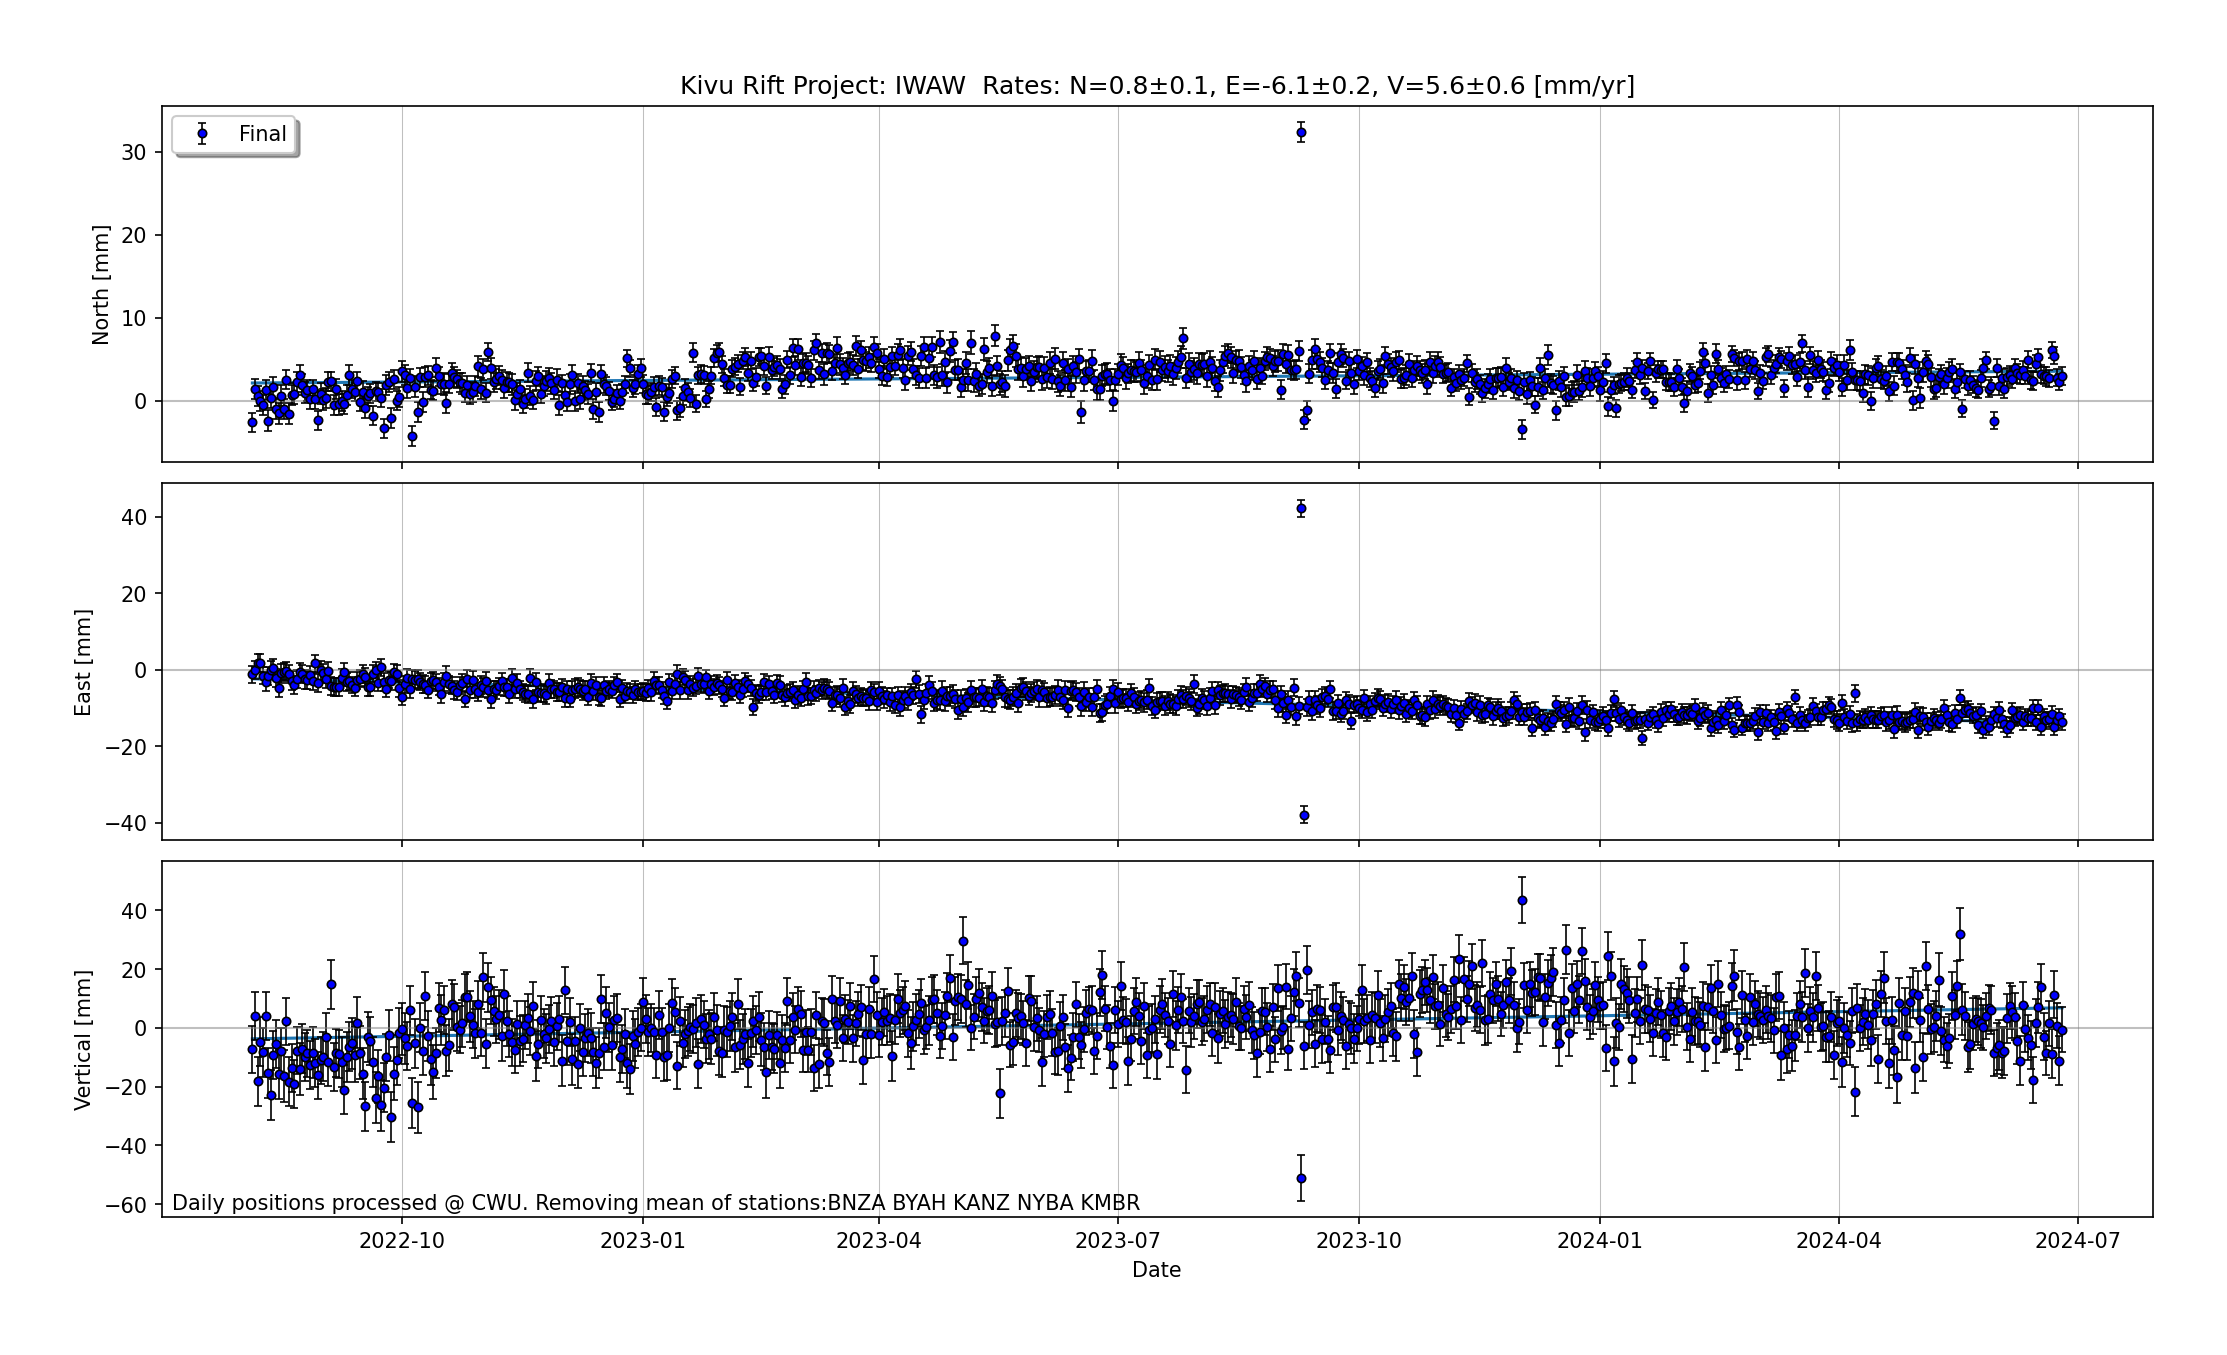 Kivu Rift Project: IWAW  Rates: N=0.8±0.1, E=-6.1±0.2, V=5.6±0.6 [mm/yr]
Final
North [mm]
30
20
10
0
East [mm]
40
20
0
−20
−40
Vertical [mm]
40
20
0
−20
−40
−60
Daily positions processed @ CWU. Removing mean of stations:BNZA BYAH KANZ NYBA KMBR
2022-10 2023-01 2023-04 2023-07 2023-10 2024-01 2024-04 2024-07
Date